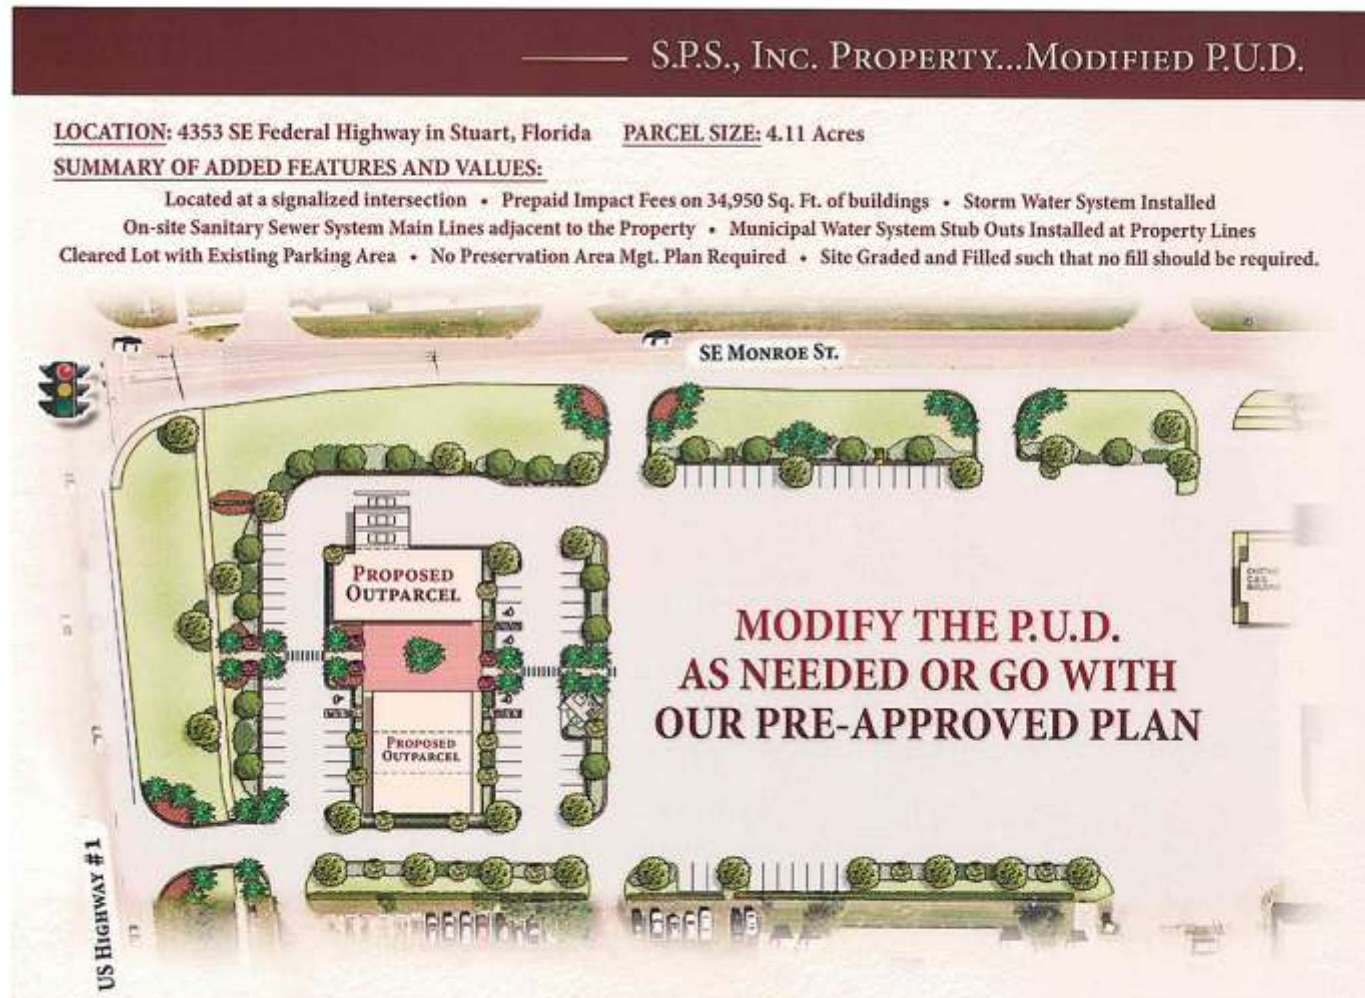 S.P.S., INC. PROPERTY...MODIFIED P.U.D.
LOCATION: 4353 SE Federal Highway in Stuart, Florida PARCEL SIZE: 4.11 Acres
SUMMARY OF ADDED FEATURES AND VALUES:
Located at a signalized intersection • Prepaid Impact Fees on 34,950 Sq. Ft. of buildings • Storm Water System Installed
On-site Sanitary Sewer System Main Lines adjacent to the Property • Municipal Water System Stub Outs Installed at Property Lines
Cleared Lot with Existing Parking Area • No Preservation Area Mgt. Plan Required • Site Graded and Filled such that no fill should be required.
SE MONROE ST.
PROPOSED
OUTPARCEL
MODIFY THE P.U.D.
AS NEEDED OR GO WITH
OUR PRE-APPROVED PLAN
PROPOSED
OUTPARCEL
US HIGHWAY #1